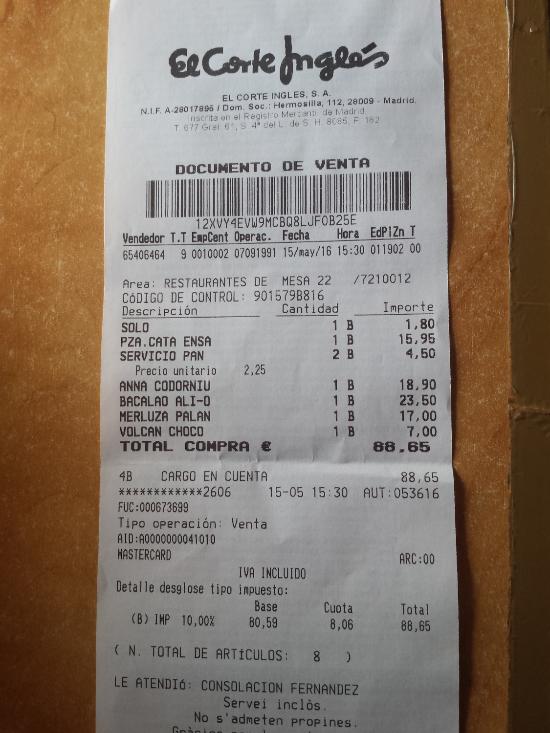 El Corte Inglés
EL CORTE INGLES, S. A.
N.I.F. A-28017895 / Dom. Soc.: Hermosilla, 112, 28009 - Madrid.
Inscrita en el Registro Mercantil de Madrid
T. 677 Gral. 61, S. 4ª del L. de S. H. 8085, F. 162
DOCUMENTO DE VENTA
12XVY4EVW9MCBQ8LJFOB25E
Vendedor T.T EmpCent Operac. Fecha Hora EdPlZn T
65406464 9 0010002 07091991 15/may/16 15:30 011902 00
Area: RESTAURANTES DE MESA 22 /7210012
CóDIGO DE CONTROL: 901579B816
Descripción Cantidad Importe
SOLO 1 B 1,80
PZA.CATA ENSA 1 B 15,95
SERVICIO PAN 2 B 4,50
Precio unitario 2,25
ANNA CODORNIU 1 B 18,90
BACALAO ALI-O 1 B 23,50
MERLUZA PALAN 1 B 17,00
VOLCAN CHOCO 1 B 7,00
TOTAL COMPRA € 88,65
4B CARGO EN CUENTA 88,65
************2606 15-05 15:30 AUT:053616
FUC:000673699
Tipo operación: Venta
AID:A0000000041010
MASTERCARD ARC:00
IVA INCLUIDO
Detalle desglose tipo impuesto:
Base Cuota Total
(B) IMP 10,00% 80,59 8,06 88,65
( N. TOTAL DE ARTíCULOS: 8 )
LE ATENDIó: CONSOLACION FERNANDEZ
Servei inclòs.
No s'admeten propines.